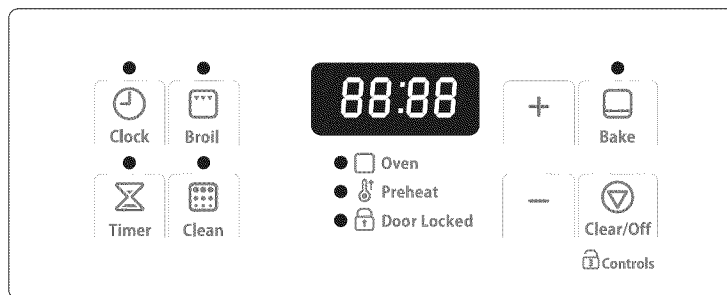 88:88
Clock
Broil
+
Bake
Oven
Preheat
Door Locked
Timer
Clean
−
Clear/Off
Controls